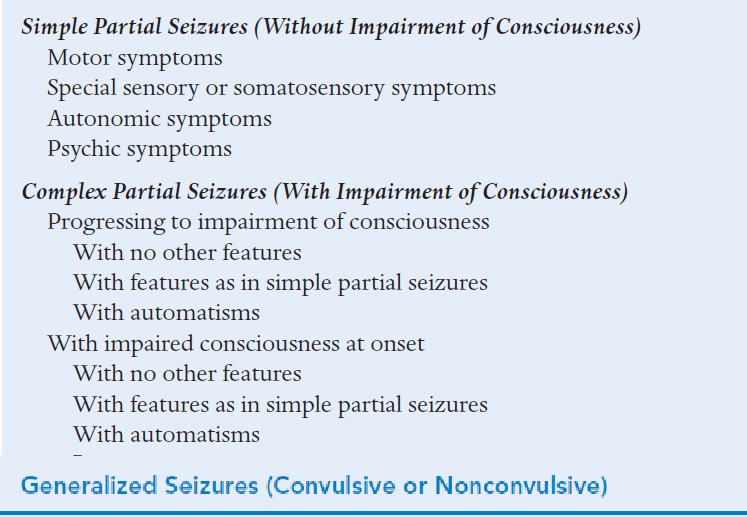 Simple Partial Seizures (Without Impairment of Consciousness)
Motor symptoms
Special sensory or somatosensory symptoms
Autonomic symptoms
Psychic symptoms
Complex Partial Seizures (With Impairment of Consciousness)
Progressing to impairment of consciousness
With no other features
With features as in simple partial seizures
With automatisms
With impaired consciousness at onset
With no other features
With features as in simple partial seizures
With automatisms
Generalized Seizures (Convulsive or Nonconvulsive)